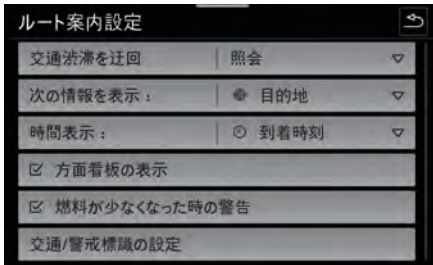 ルート案内設定
交通渋滞を迂回 照会
次の情報を表示： 目的地
時間表示： 到着時刻
☑ 方面看板の表示
☑ 燃料が少なくなった時の警告
交通/警戒標識の設定